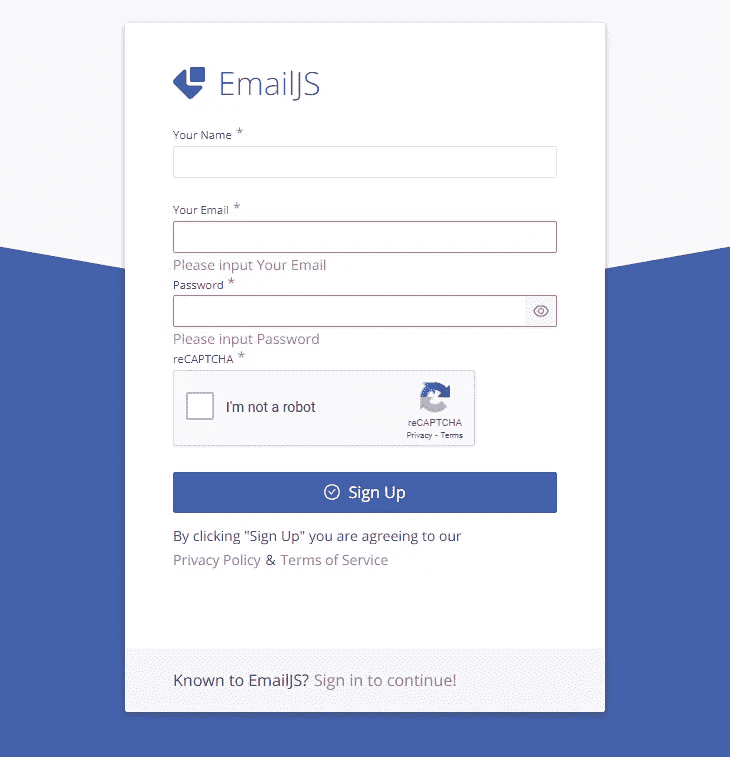 EmailJS
Your Name *
Your Email *
Please input Your Email
Password *
Please input Password
reCAPTCHA *
I'm not a robot
reCAPTCHA
Privacy - Terms
Sign Up
By clicking "Sign Up" you are agreeing to our
Privacy Policy & Terms of Service
Known to EmailJS? Sign in to continue!